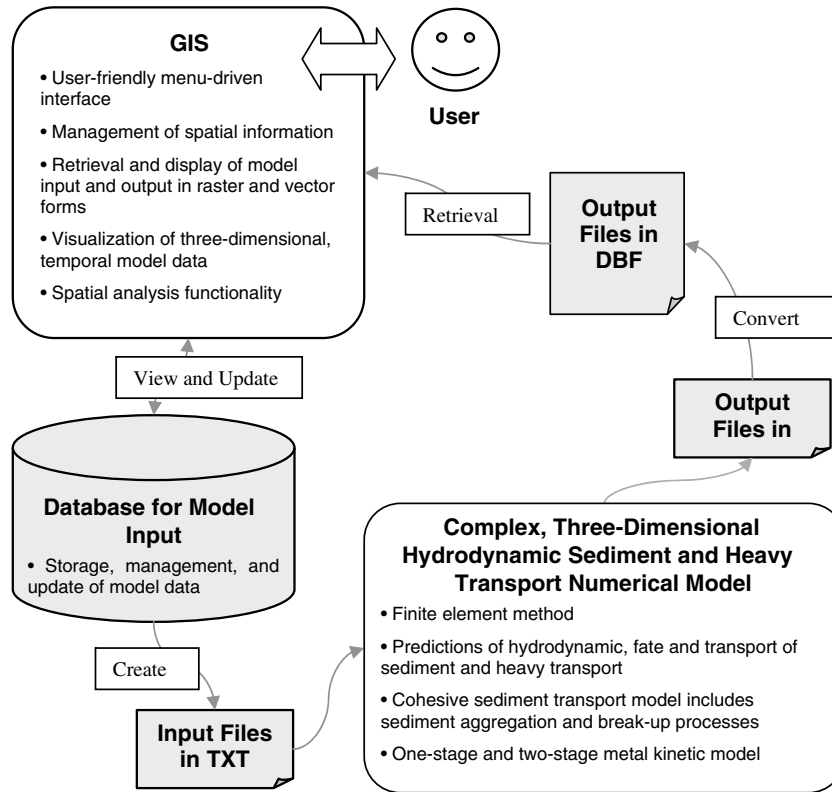 GIS
• User-friendly menu-driven
interface
• Management of spatial information
• Retrieval and display of model
input and output in raster and vector
forms
• Visualization of three-dimensional,
temporal model data
• Spatial analysis functionality
User
Retrieval
Output
Files in
DBF
Convert
Output
Files in
View and Update
Database for Model
Input
• Storage, management, and
update of model data
Create
Input Files
in TXT
Complex, Three-Dimensional
Hydrodynamic Sediment and Heavy
Transport Numerical Model
• Finite element method
• Predictions of hydrodynamic, fate and transport of
sediment and heavy transport
• Cohesive sediment transport model includes
sediment aggregation and break-up processes
• One-stage and two-stage metal kinetic model